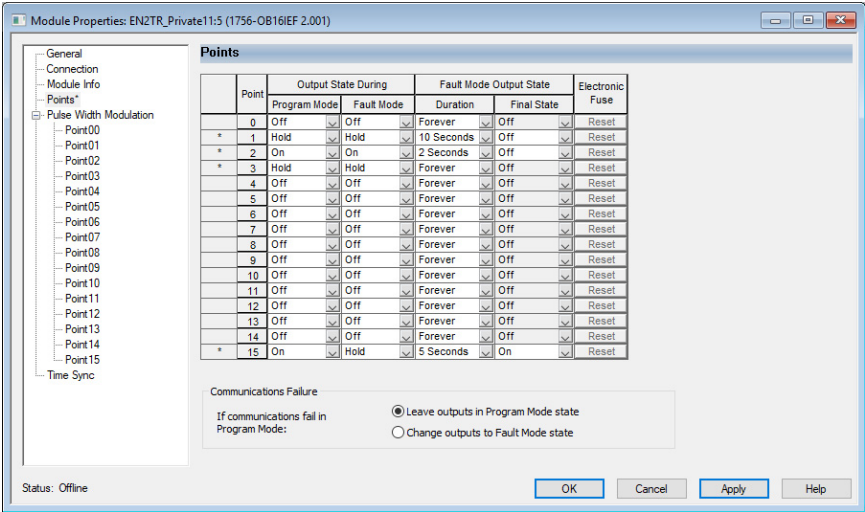 Module Properties: EN2TR_Private11:5 (1756-OB16IEF 2.001)
General
Connection
Module Info
Points*
Pulse Width Modulation
Point00
Point01
Point02
Point03
Point04
Point05
Point06
Point07
Point08
Point09
Point10
Point11
Point12
Point13
Point14
Point15
Time Sync
Points
Point Output State During Fault Mode Output State Electronic Fuse
Program Mode Fault Mode Duration Final State
0 Off Off Forever Off Reset
* 1 Hold Hold 10 Seconds Off Reset
* 2 On On 2 Seconds Off Reset
* 3 Hold Hold Forever Off Reset
4 Off Off Forever Off Reset
5 Off Off Forever Off Reset
6 Off Off Forever Off Reset
7 Off Off Forever Off Reset
8 Off Off Forever Off Reset
9 Off Off Forever Off Reset
10 Off Off Forever Off Reset
11 Off Off Forever Off Reset
12 Off Off Forever Off Reset
13 Off Off Forever Off Reset
14 Off Off Forever Off Reset
* 15 On Hold 5 Seconds On Reset
Communications Failure
If communications fail in
Program Mode:
Leave outputs in Program Mode state
Change outputs to Fault Mode state
Status: Offline
OK Cancel Apply Help